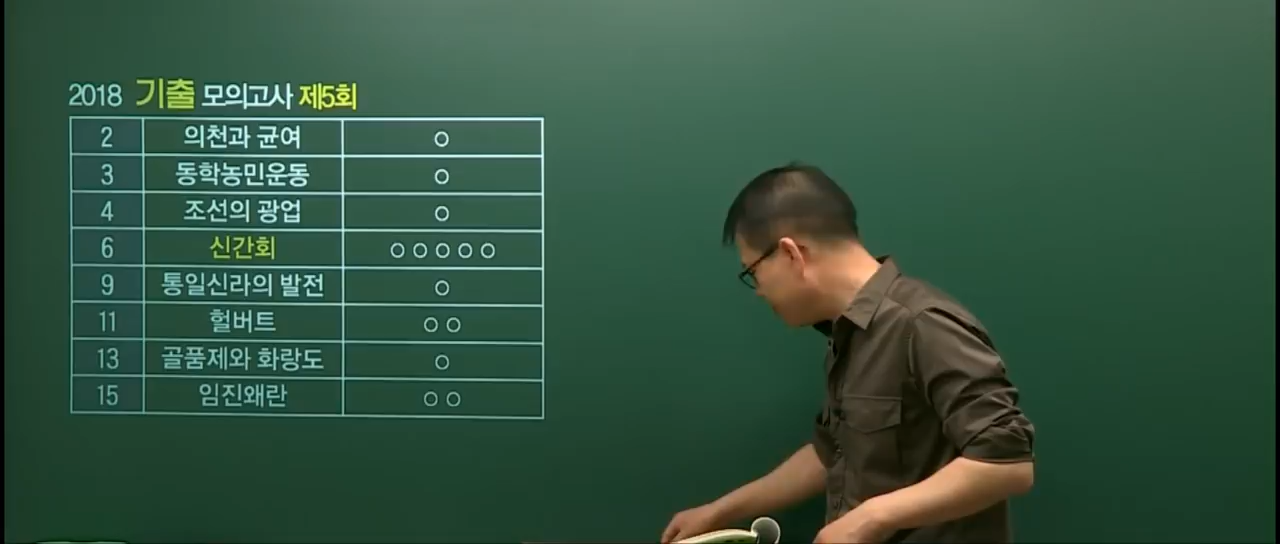 2018 기출 모의고사 제5회
2 의천과 균여 ○
3 동학농민운동 ○
4 조선의 광업 ○
6 신간회 ○○○○○
9 통일신라의 발전 ○
11 헐버트 ○○
13 골품제와 화랑도 ○
15 임진왜란 ○○